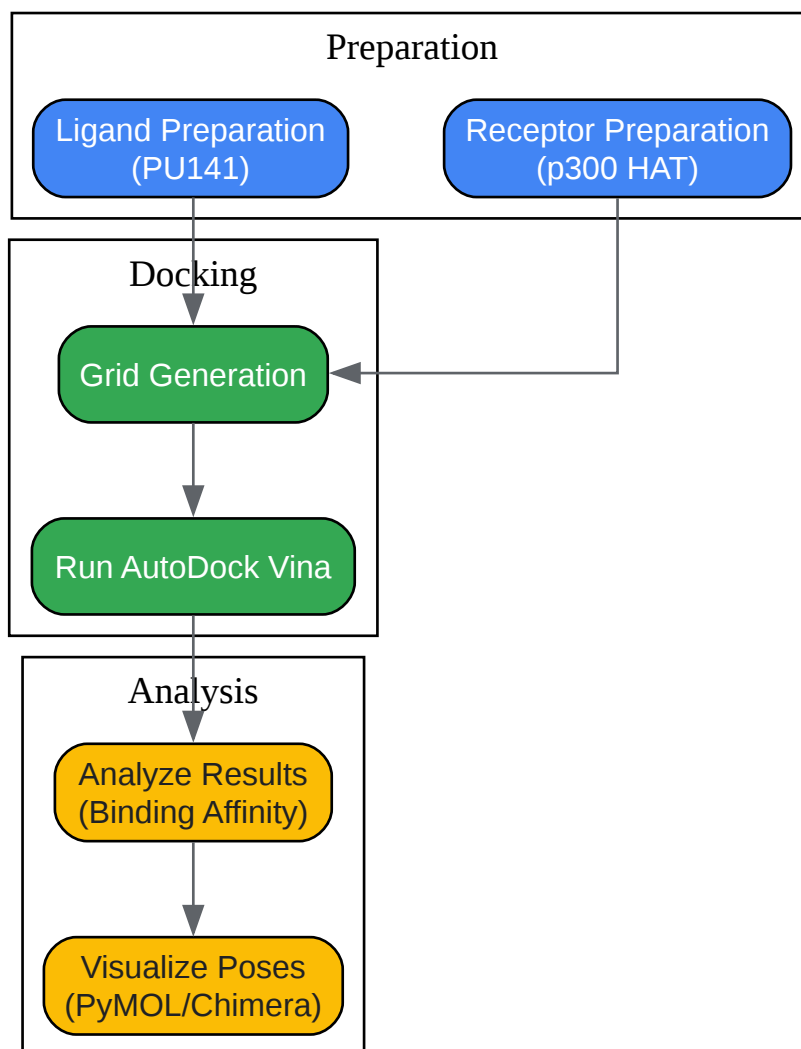 Preparation
Ligand Preparation
(PU141)
Receptor Preparation
(p300 HAT)
Docking
Grid Generation
Run AutoDock Vina
Analysis
Analyze Results
(Binding Affinity)
Visualize Poses
(PyMOL/Chimera)